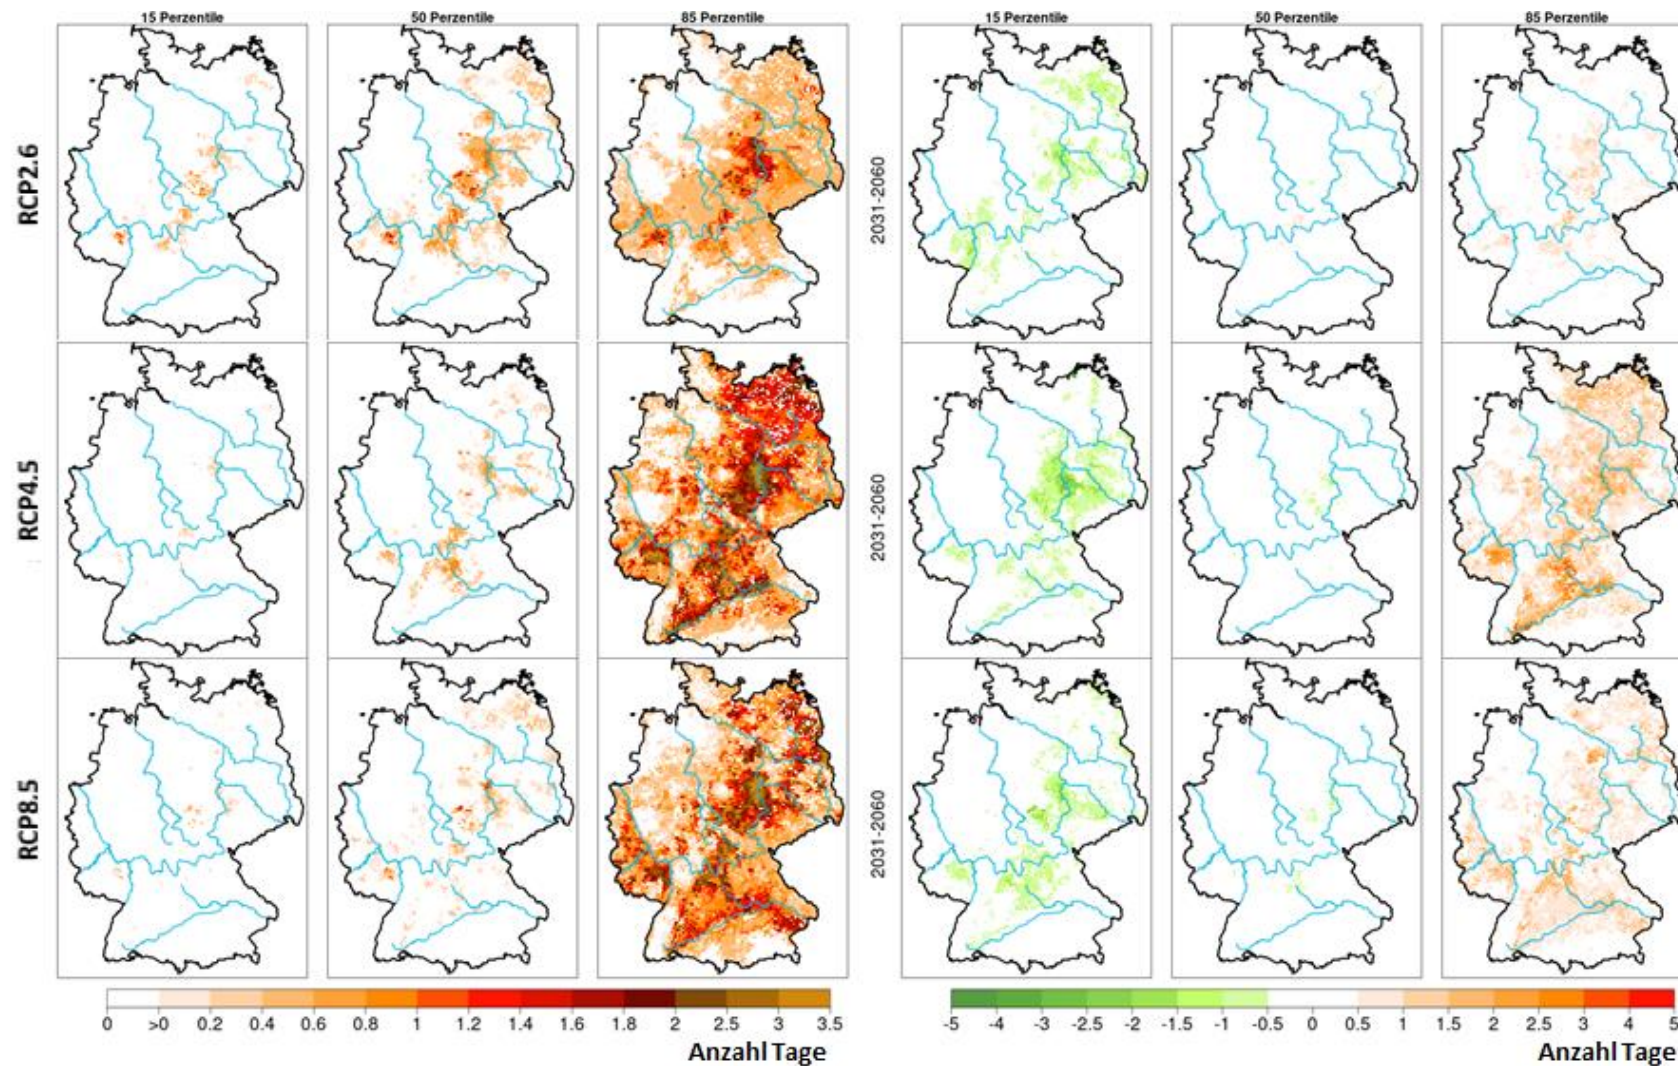 15 Perzentile 50 Perzentile 85 Perzentile 15 Perzentile 50 Perzentile 85 Perzentile
RCP2.6
2031-2060
RCP4.5
2031-2060
RCP8.5
2031-2060
0 >0 0.2 0.4 0.6 0.8 1 1.2 1.4 1.6 1.8 2 2.5 3 3.5
-5 -4 -3 -2.5 -2 -1.5 -1 -0.5 0 0.5 1 1.5 2 2.5 3 4 5
Anzahl Tage
Anzahl Tage